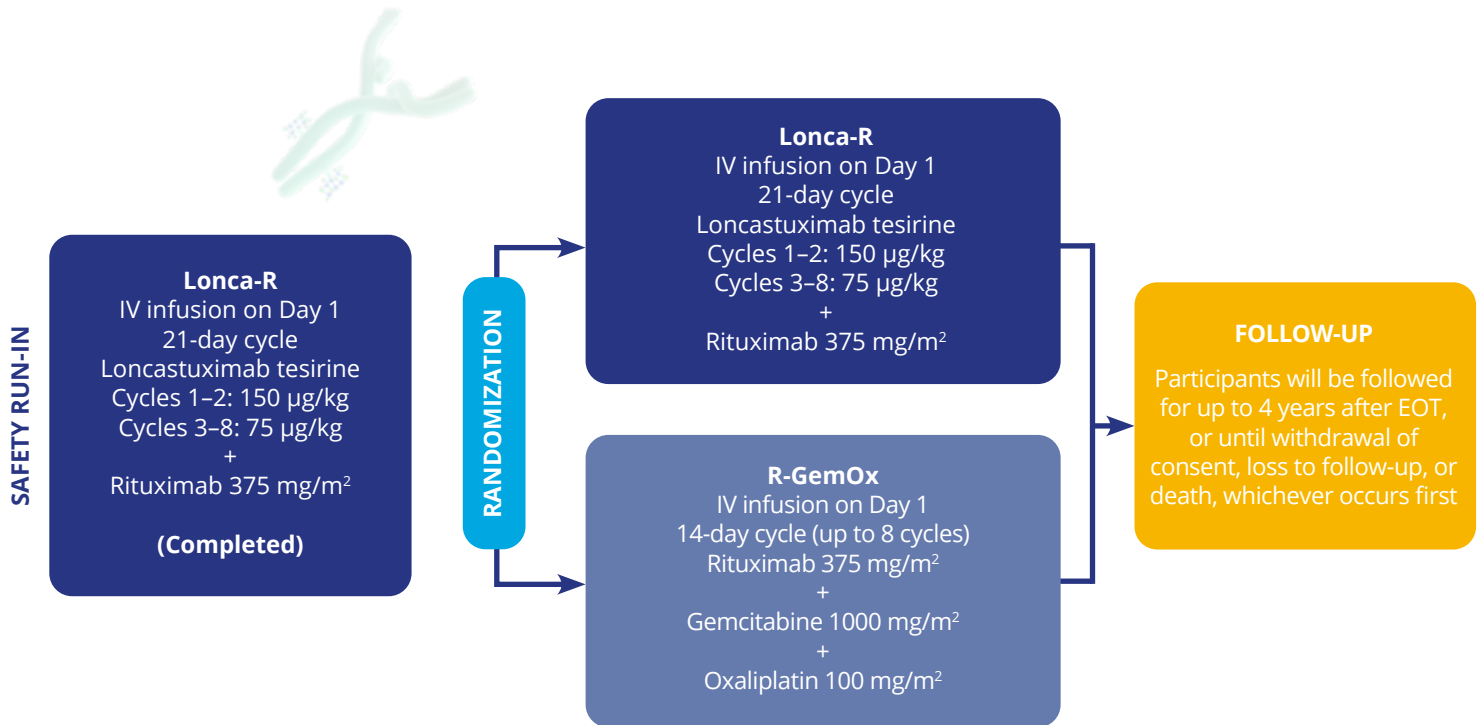 SAFETY RUN-IN
Lonca-R
IV infusion on Day 1
21-day cycle
Loncastuximab tesirine
Cycles 1–2: 150 µg/kg
Cycles 3–8: 75 µg/kg
+
Rituximab 375 mg/m²
(Completed)
RANDOMIZATION
Lonca-R
IV infusion on Day 1
21-day cycle
Loncastuximab tesirine
Cycles 1–2: 150 µg/kg
Cycles 3–8: 75 µg/kg
+
Rituximab 375 mg/m²
R-GemOx
IV infusion on Day 1
14-day cycle (up to 8 cycles)
Rituximab 375 mg/m²
+
Gemcitabine 1000 mg/m²
+
Oxaliplatin 100 mg/m²
FOLLOW-UP
Participants will be followed
for up to 4 years after EOT,
or until withdrawal of
consent, loss to follow-up, or
death, whichever occurs first